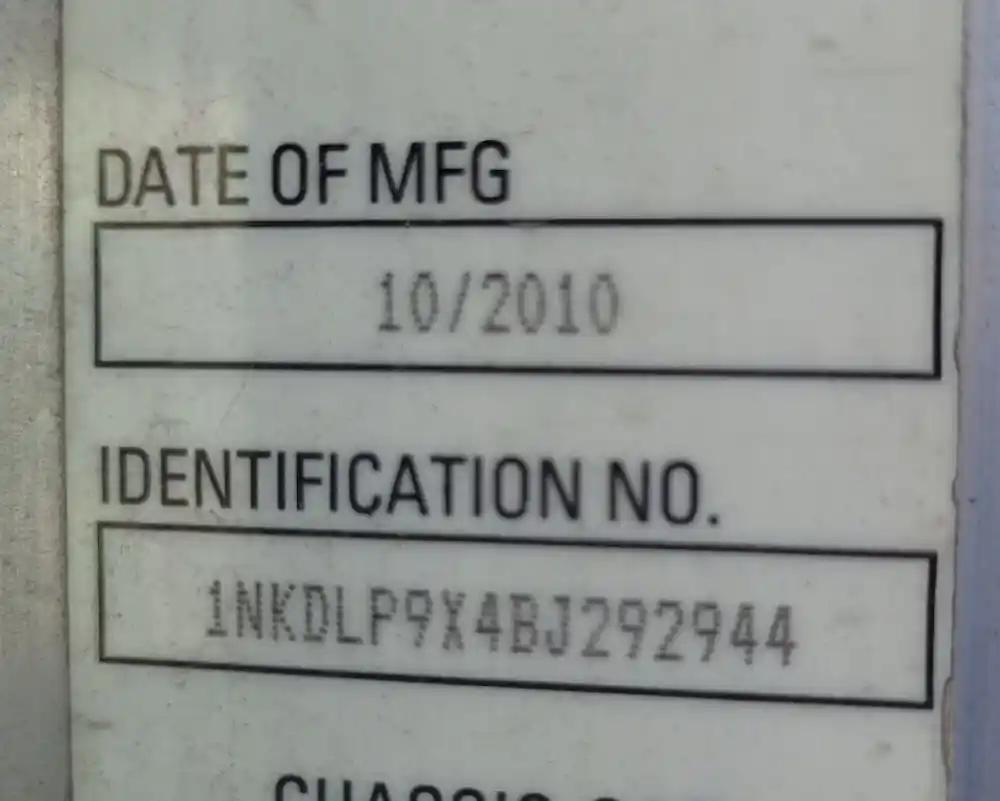 DATE OF MFG
10/2010
IDENTIFICATION NO.
1NKDLP9X4BJ292944